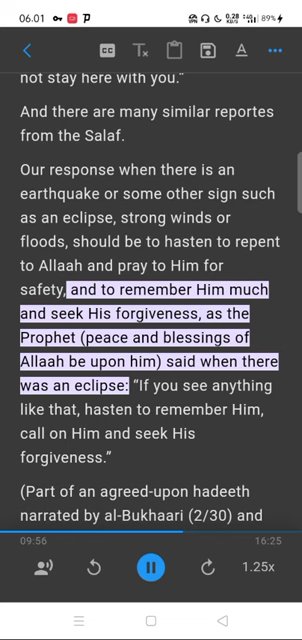 06.01
0,28
KB/S
4G
89%
CC
not stay here with you.”
And there are many similar reportes
from the Salaf.
Our response when there is an
earthquake or some other sign such
as an eclipse, strong winds or
floods, should be to hasten to repent
to Allaah and pray to Him for
safety, and to remember Him much
and seek His forgiveness, as the
Prophet (peace and blessings of
Allaah be upon him) said when there
was an eclipse: “If you see anything
like that, hasten to remember Him,
call on Him and seek His
forgiveness.”
(Part of an agreed-upon hadeeth
narrated by al-Bukhaari (2/30) and
09:56
16:25
1.25x